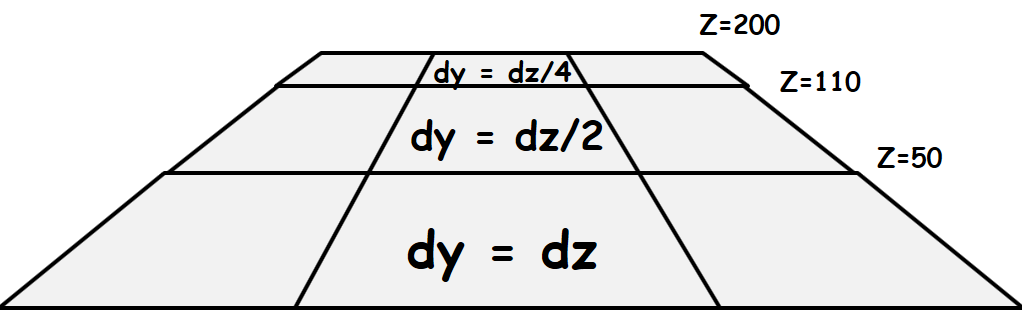 Z=200
dy = dz/4
Z=110
dy = dz/2
Z=50
dy = dz